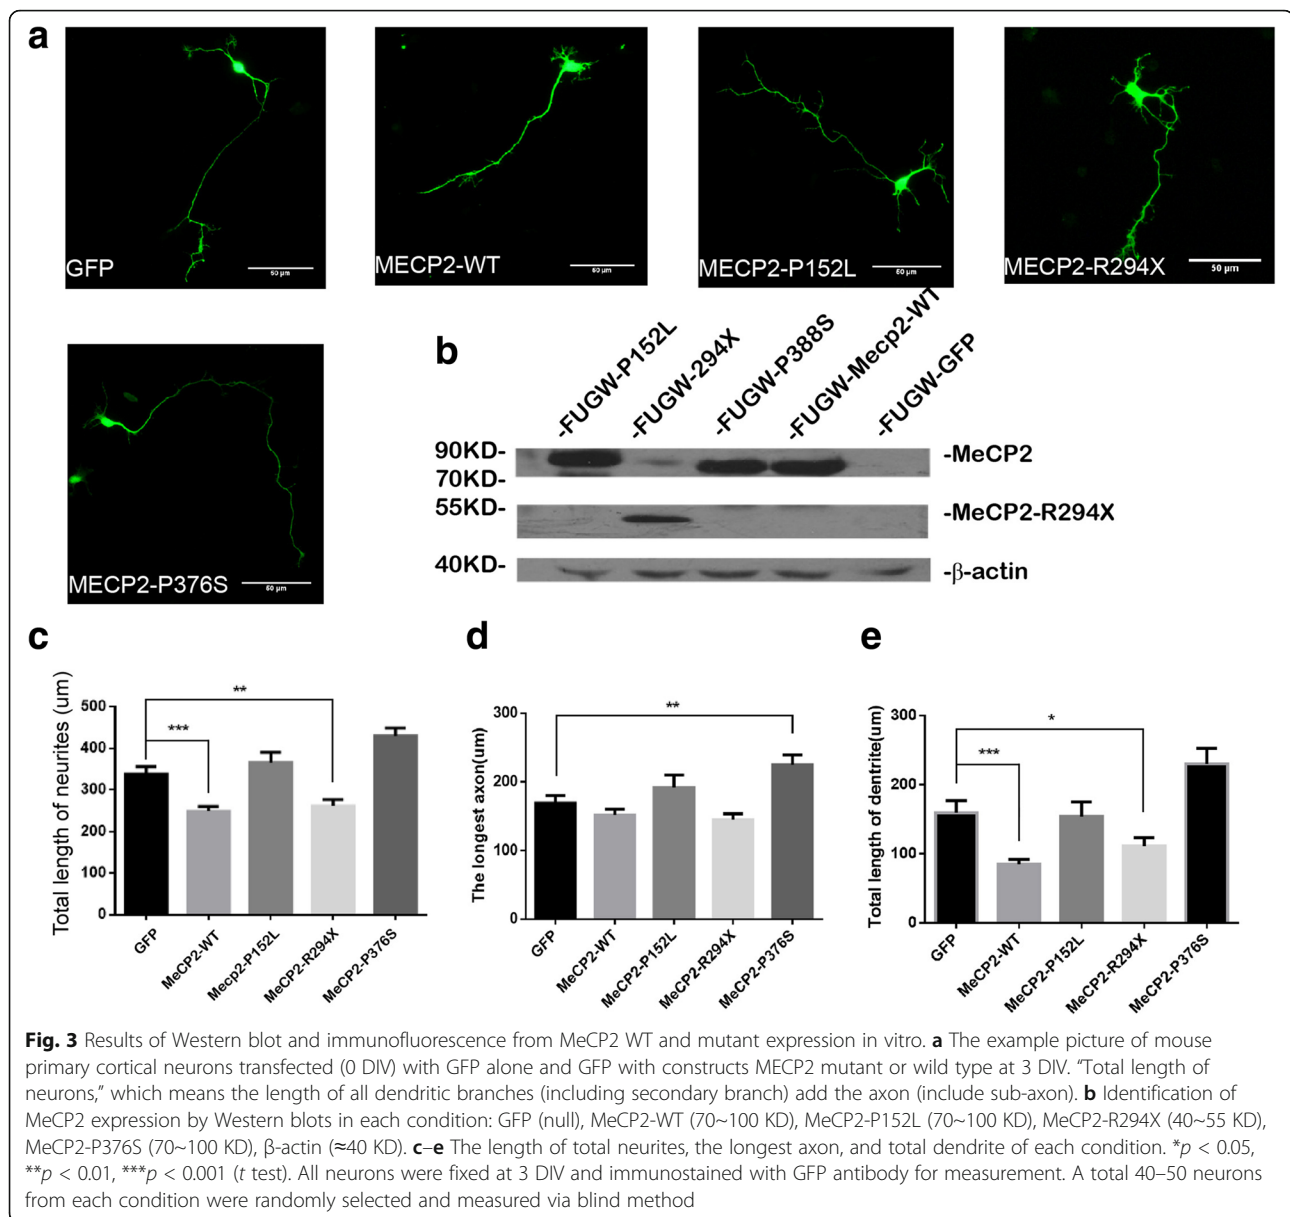 a
GFP
50 μm
MECP2-WT
50 μm
MECP2-P152L
50 μm
MECP2-R294X
50 μm
MECP2-P376S
50 μm
b
-FUGW-P152L
-FUGW-294X
-FUGW-P388S
-FUGW-Mecp2-WT
-FUGW-GFP
90KD-
70KD-
55KD-
40KD-
-MeCP2
-MeCP2-R294X
-β-actin
c
Total length of neurites (um)
500
400
300
200
100
0
***
**
GFP
MeCP2-WT
Mecp2-P152L
MeCP2-R294X
MeCP2-P376S
d
The longest axon(um)
300
200
100
0
**
GFP
MeCP2-WT
MeCP2-P152L
MeCP2-R294X
MeCP2-P376S
e
Total length of dentrite(um)
300
200
100
0
***
*
GFP
MeCP2-WT
MeCP2-P152L
MeCP2-R294X
MeCP2-P376S
Fig. 3 Results of Western blot and immunofluorescence from MeCP2 WT and mutant expression in vitro. a The example picture of mouse
primary cortical neurons transfected (0 DIV) with GFP alone and GFP with constructs MECP2 mutant or wild type at 3 DIV. “Total length of
neurons,” which means the length of all dendritic branches (including secondary branch) add the axon (include sub-axon). b Identification of
MeCP2 expression by Western blots in each condition: GFP (null), MeCP2-WT (70~100 KD), MeCP2-P152L (70~100 KD), MeCP2-R294X (40~55 KD),
MeCP2-P376S (70~100 KD), β-actin (≈40 KD). c–e The length of total neurites, the longest axon, and total dendrite of each condition. *p < 0.05,
**p < 0.01, ***p < 0.001 (t test). All neurons were fixed at 3 DIV and immunostained with GFP antibody for measurement. A total 40–50 neurons
from each condition were randomly selected and measured via blind method